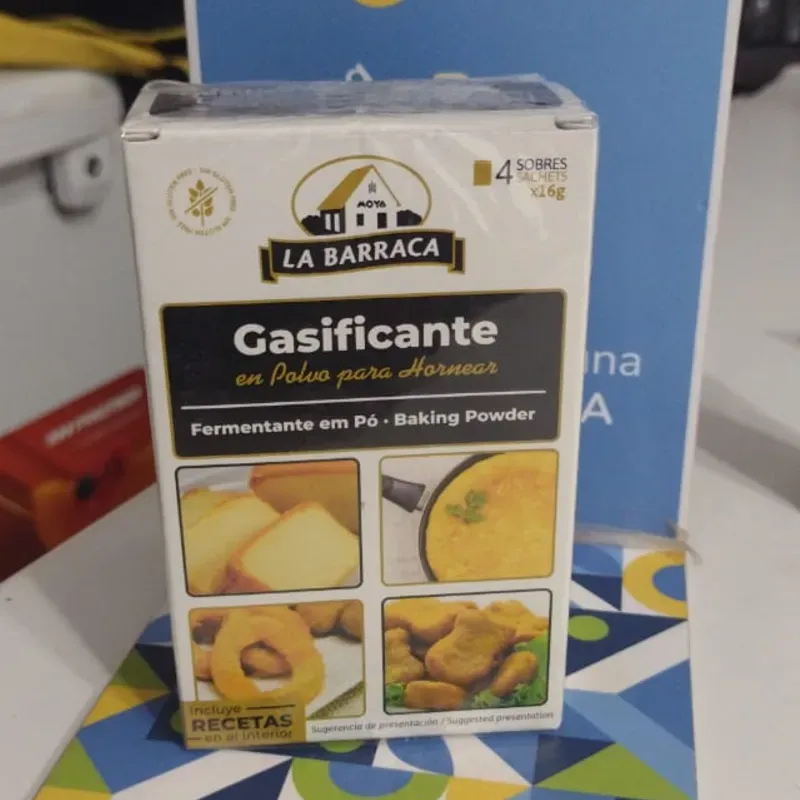 4 SOBRES
SACHETS
x16g
MOYA
LA BARRACA
Gasificante
en Polvo para Hornear
Fermentante em Pó · Baking Powder
Incluye
RECETAS
en el interior
Sugerencia de presentación / Suggested presentation
una
A